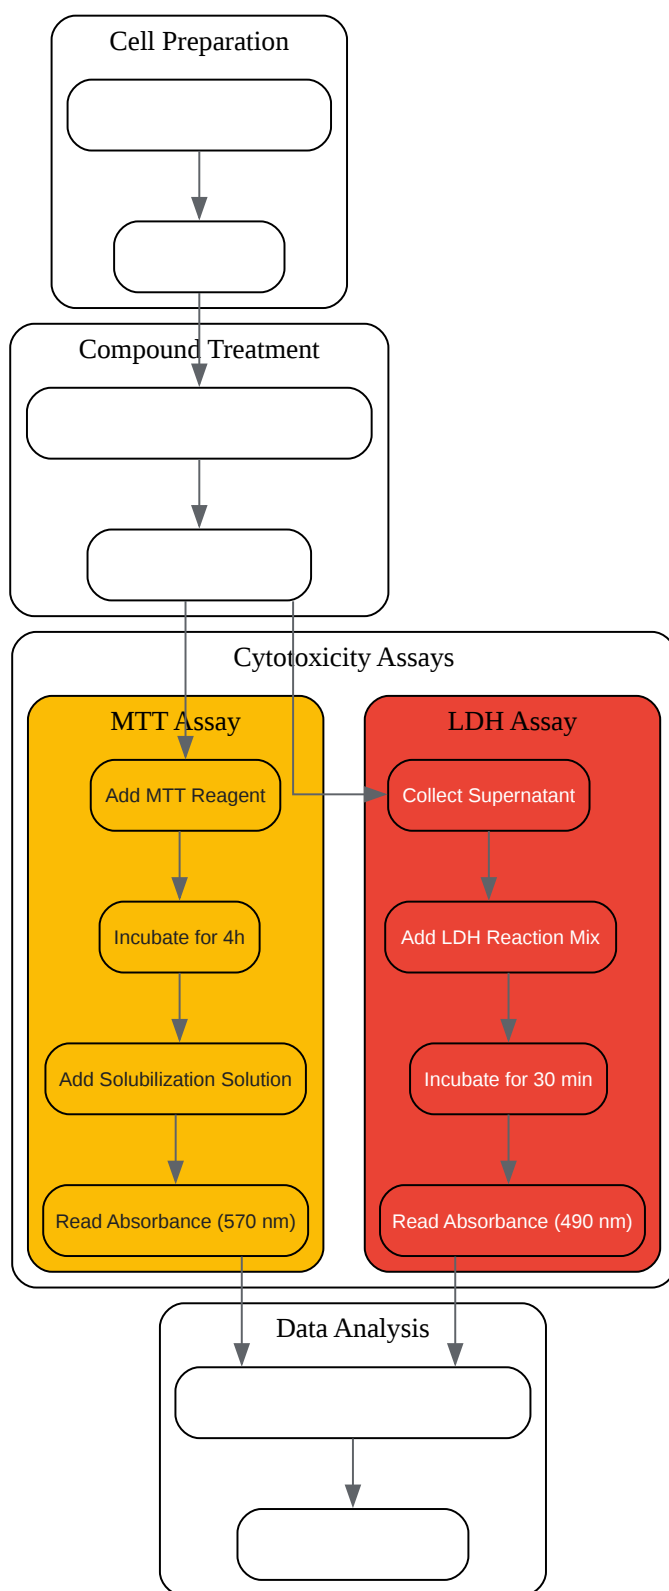 Cell Preparation
Compound Treatment
Cytotoxicity Assays
MTT Assay
Add MTT Reagent
Incubate for 4h
Add Solubilization Solution
Read Absorbance (570 nm)
LDH Assay
Collect Supernatant
Add LDH Reaction Mix
Incubate for 30 min
Read Absorbance (490 nm)
Data Analysis